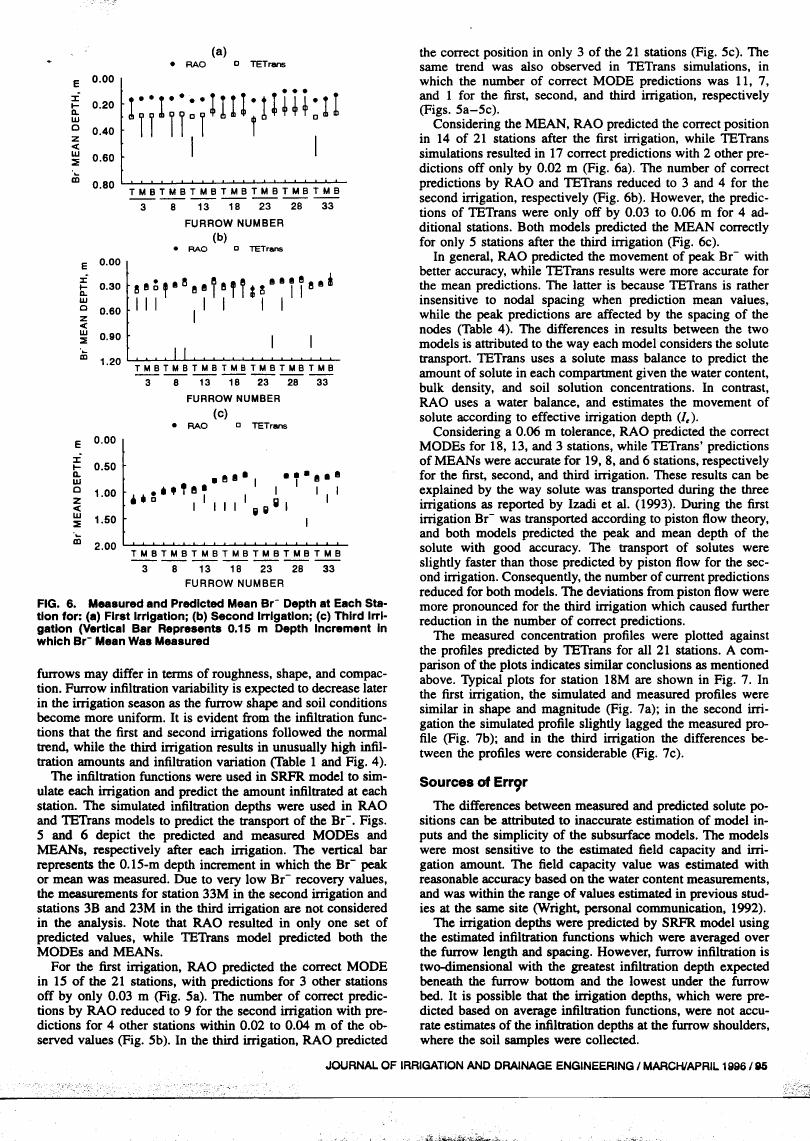 (a)
• RAO □ TETrans
Br⁻ MEAN DEPTH, m
0.00
0.20
0.40
0.60
0.80
T M B T M B T M B T M B T M B T M B T M B
3 8 13 18 23 28 33
FURROW NUMBER
(b)
• RAO □ TETrans
Br⁻ MEAN DEPTH, m
0.00
0.30
0.60
0.90
1.20
T M B T M B T M B T M B T M B T M B T M B
3 8 13 18 23 28 33
FURROW NUMBER
(c)
• RAO □ TETrans
Br⁻ MEAN DEPTH, m
0.00
0.50
1.00
1.50
2.00
T M B T M B T M B T M B T M B T M B T M B
3 8 13 18 23 28 33
FURROW NUMBER
FIG. 6. Measured and Predicted Mean Br⁻ Depth at Each Sta-
tion for: (a) First Irrigation; (b) Second Irrigation; (c) Third Irri-
gation (Vertical Bar Represents 0.15 m Depth Increment in
which Br⁻ Mean Was Measured
furrows may differ in terms of roughness, shape, and compac-
tion. Furrow infiltration variability is expected to decrease later
in the irrigation season as the furrow shape and soil conditions
become more uniform. It is evident from the infiltration func-
tions that the first and second irrigations followed the normal
trend, while the third irrigation results in unusually high infil-
tration amounts and infiltration variation (Table 1 and Fig. 4).
The infiltration functions were used in SRFR model to sim-
ulate each irrigation and predict the amount infiltrated at each
station. The simulated infiltration depths were used in RAO
and TETrans models to predict the transport of the Br⁻. Figs.
5 and 6 depict the predicted and measured MODEs and
MEANs, respectively after each irrigation. The vertical bar
represents the 0.15-m depth increment in which the Br⁻ peak
or mean was measured. Due to very low Br⁻ recovery values,
the measurements for station 33M in the second irrigation and
stations 3B and 23M in the third irrigation are not considered
in the analysis. Note that RAO resulted in only one set of
predicted values, while TETrans model predicted both the
MODEs and MEANs.
For the first irrigation, RAO predicted the correct MODE
in 15 of the 21 stations, with predictions for 3 other stations
off by only 0.03 m (Fig. 5a). The number of correct predic-
tions by RAO reduced to 9 for the second irrigation with pre-
dictions for 4 other stations within 0.02 to 0.04 m of the ob-
served values (Fig. 5b). In the third irrigation, RAO predicted
the correct position in only 3 of the 21 stations (Fig. 5c). The
same trend was also observed in TETrans simulations, in
which the number of correct MODE predictions was 11, 7,
and 1 for the first, second, and third irrigation, respectively
(Figs. 5a–5c).
Considering the MEAN, RAO predicted the correct position
in 14 of 21 stations after the first irrigation, while TETrans
simulations resulted in 17 correct predictions with 2 other pre-
dictions off only by 0.02 m (Fig. 6a). The number of correct
predictions by RAO and TETrans reduced to 3 and 4 for the
second irrigation, respectively (Fig. 6b). However, the predic-
tions of TETrans were only off by 0.03 to 0.06 m for 4 ad-
ditional stations. Both models predicted the MEAN correctly
for only 5 stations after the third irrigation (Fig. 6c).
In general, RAO predicted the movement of peak Br⁻ with
better accuracy, while TETrans results were more accurate for
the mean predictions. The latter is because TETrans is rather
insensitive to nodal spacing when prediction mean values,
while the peak predictions are affected by the spacing of the
nodes (Table 4). The differences in results between the two
models is attributed to the way each model considers the solute
transport. TETrans uses a solute mass balance to predict the
amount of solute in each compartment given the water content,
bulk density, and soil solution concentrations. In contrast,
RAO uses a water balance, and estimates the movement of
solute according to effective irrigation depth (Iₑ).
Considering a 0.06 m tolerance, RAO predicted the correct
MODEs for 18, 13, and 3 stations, while TETrans' predictions
of MEANs were accurate for 19, 8, and 6 stations, respectively
for the first, second, and third irrigation. These results can be
explained by the way solute was transported during the three
irrigations as reported by Izadi et al. (1993). During the first
irrigation Br⁻ was transported according to piston flow theory,
and both models predicted the peak and mean depth of the
solute with good accuracy. The transport of solutes were
slightly faster than those predicted by piston flow for the sec-
ond irrigation. Consequently, the number of current predictions
reduced for both models. The deviations from piston flow were
more pronounced for the third irrigation which caused further
reduction in the number of correct predictions.
The measured concentration profiles were plotted against
the profiles predicted by TETrans for all 21 stations. A com-
parison of the plots indicates similar conclusions as mentioned
above. Typical plots for station 18M are shown in Fig. 7. In
the first irrigation, the simulated and measured profiles were
similar in shape and magnitude (Fig. 7a); in the second irri-
gation the simulated profile slightly lagged the measured pro-
file (Fig. 7b); and in the third irrigation the differences be-
tween the profiles were considerable (Fig. 7c).
Sources of Error
The differences between measured and predicted solute po-
sitions can be attributed to inaccurate estimation of model in-
puts and the simplicity of the subsurface models. The models
were most sensitive to the estimated field capacity and irri-
gation amount. The field capacity value was estimated with
reasonable accuracy based on the water content measurements,
and was within the range of values estimated in previous stud-
ies at the same site (Wright, personal communication, 1992).
The irrigation depths were predicted by SRFR model using
the estimated infiltration functions which were averaged over
the furrow length and spacing. However, furrow infiltration is
two-dimensional with the greatest infiltration depth expected
beneath the furrow bottom and the lowest under the furrow
bed. It is possible that the irrigation depths, which were pre-
dicted based on average infiltration functions, were not accu-
rate estimates of the infiltration depths at the furrow shoulders,
where the soil samples were collected.
JOURNAL OF IRRIGATION AND DRAINAGE ENGINEERING / MARCH/APRIL 1996 / 95